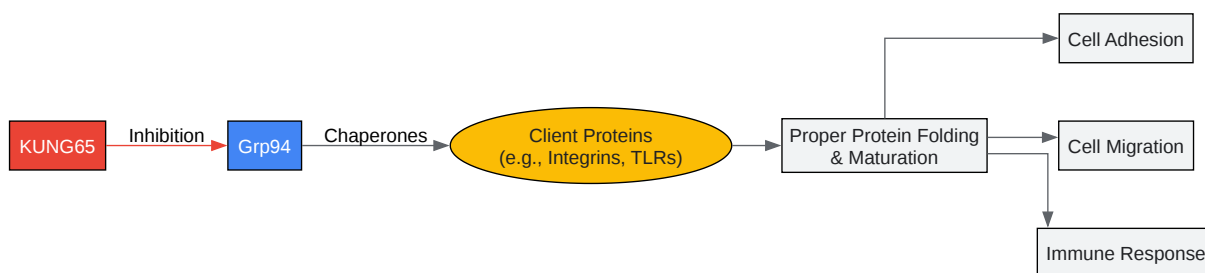 KUNG65
Inhibition
Grp94
Chaperones
Client Proteins
(e.g., Integrins, TLRs)
Proper Protein Folding
& Maturation
Cell Adhesion
Cell Migration
Immune Response